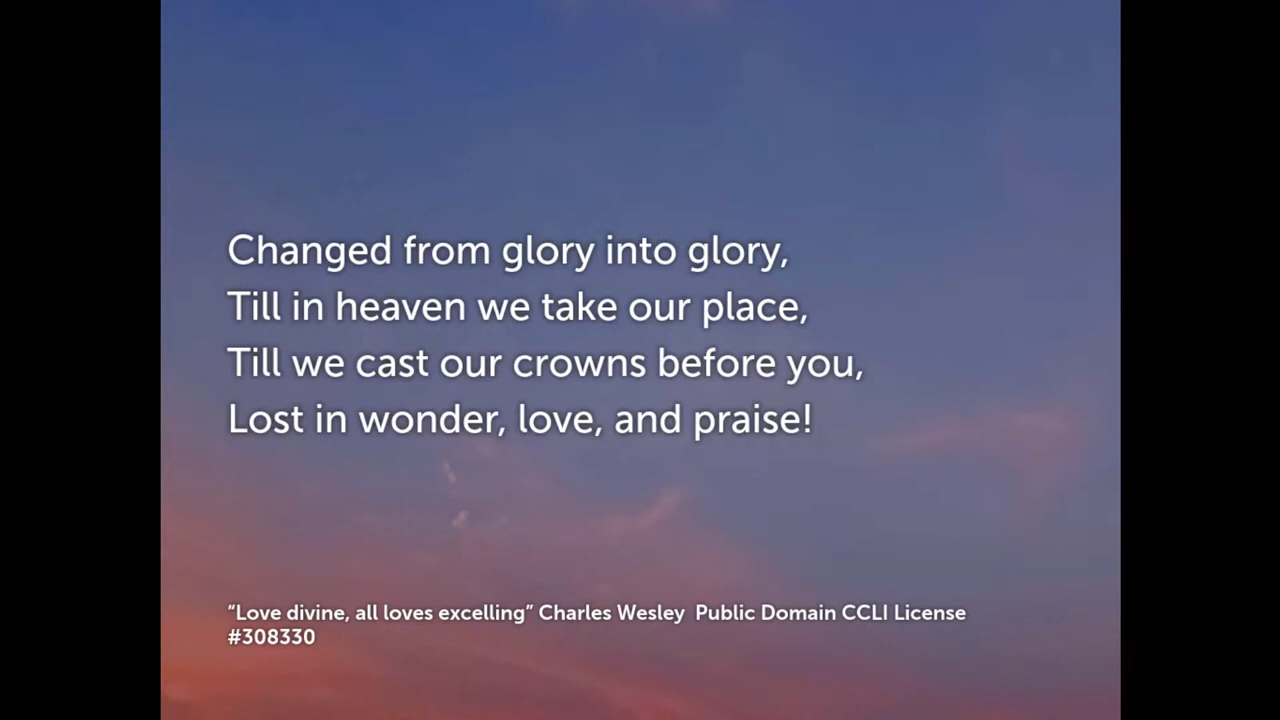 Changed from glory into glory,
Till in heaven we take our place,
Till we cast our crowns before you,
Lost in wonder, love, and praise!
“Love divine, all loves excelling” Charles Wesley  Public Domain CCLI License
#308330